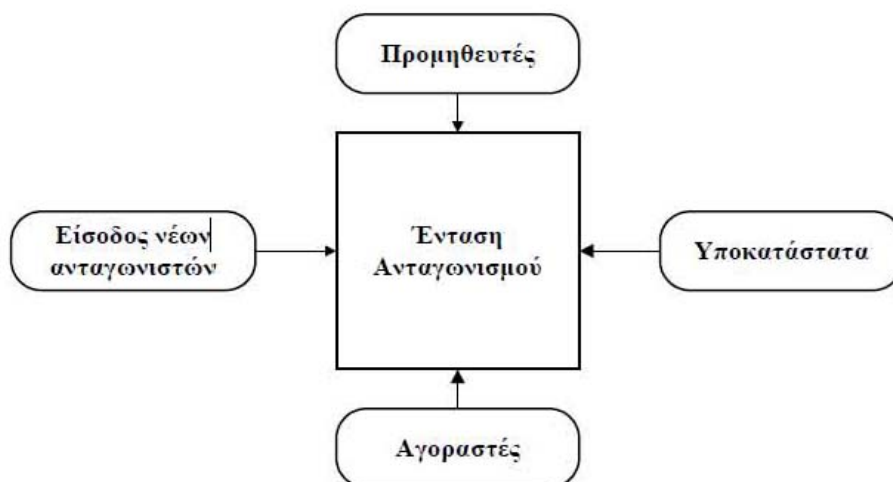 Προμηθευτές
Είσοδος νέων
ανταγωνιστών
Ένταση
Ανταγωνισμού
Υποκατάστατα
Αγοραστές